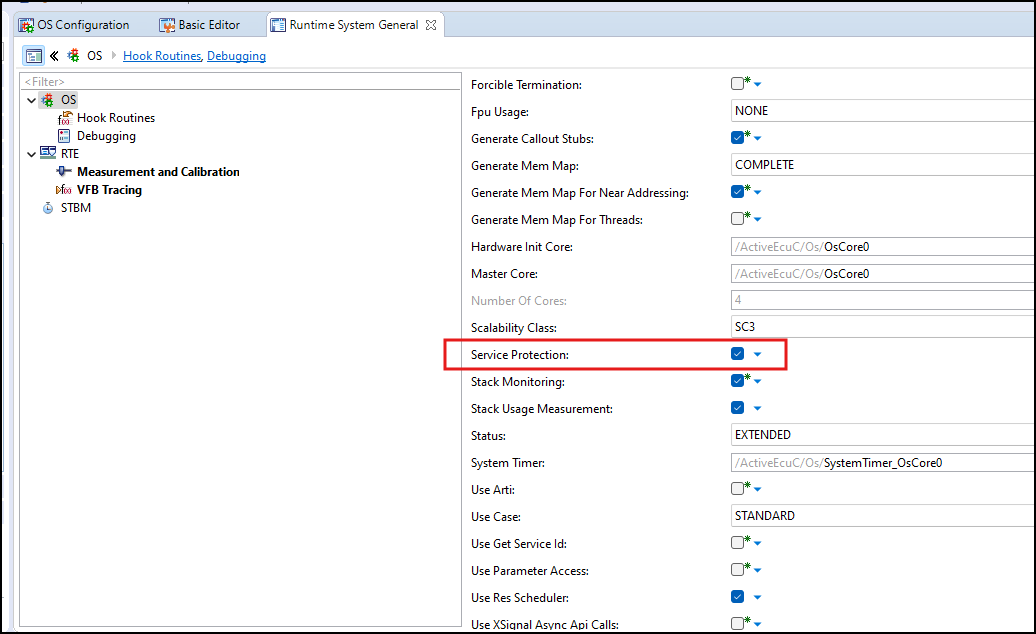 OS Configuration Basic Editor Runtime System General
OS Hook Routines, Debugging
<Filter>
OS
Hook Routines
Debugging
RTE
Measurement and Calibration
VFB Tracing
STBM
Forcible Termination:
Fpu Usage: NONE
Generate Callout Stubs:
Generate Mem Map: COMPLETE
Generate Mem Map For Near Addressing:
Generate Mem Map For Threads:
Hardware Init Core: /ActiveEcuC/Os/OsCore0
Master Core: /ActiveEcuC/Os/OsCore0
Number Of Cores: 4
Scalability Class: SC3
Service Protection:
Stack Monitoring:
Stack Usage Measurement:
Status: EXTENDED
System Timer: /ActiveEcuC/Os/SystemTimer_OsCore0
Use Arti:
Use Case: STANDARD
Use Get Service Id:
Use Parameter Access:
Use Res Scheduler:
Use XSignal Async Api Calls: